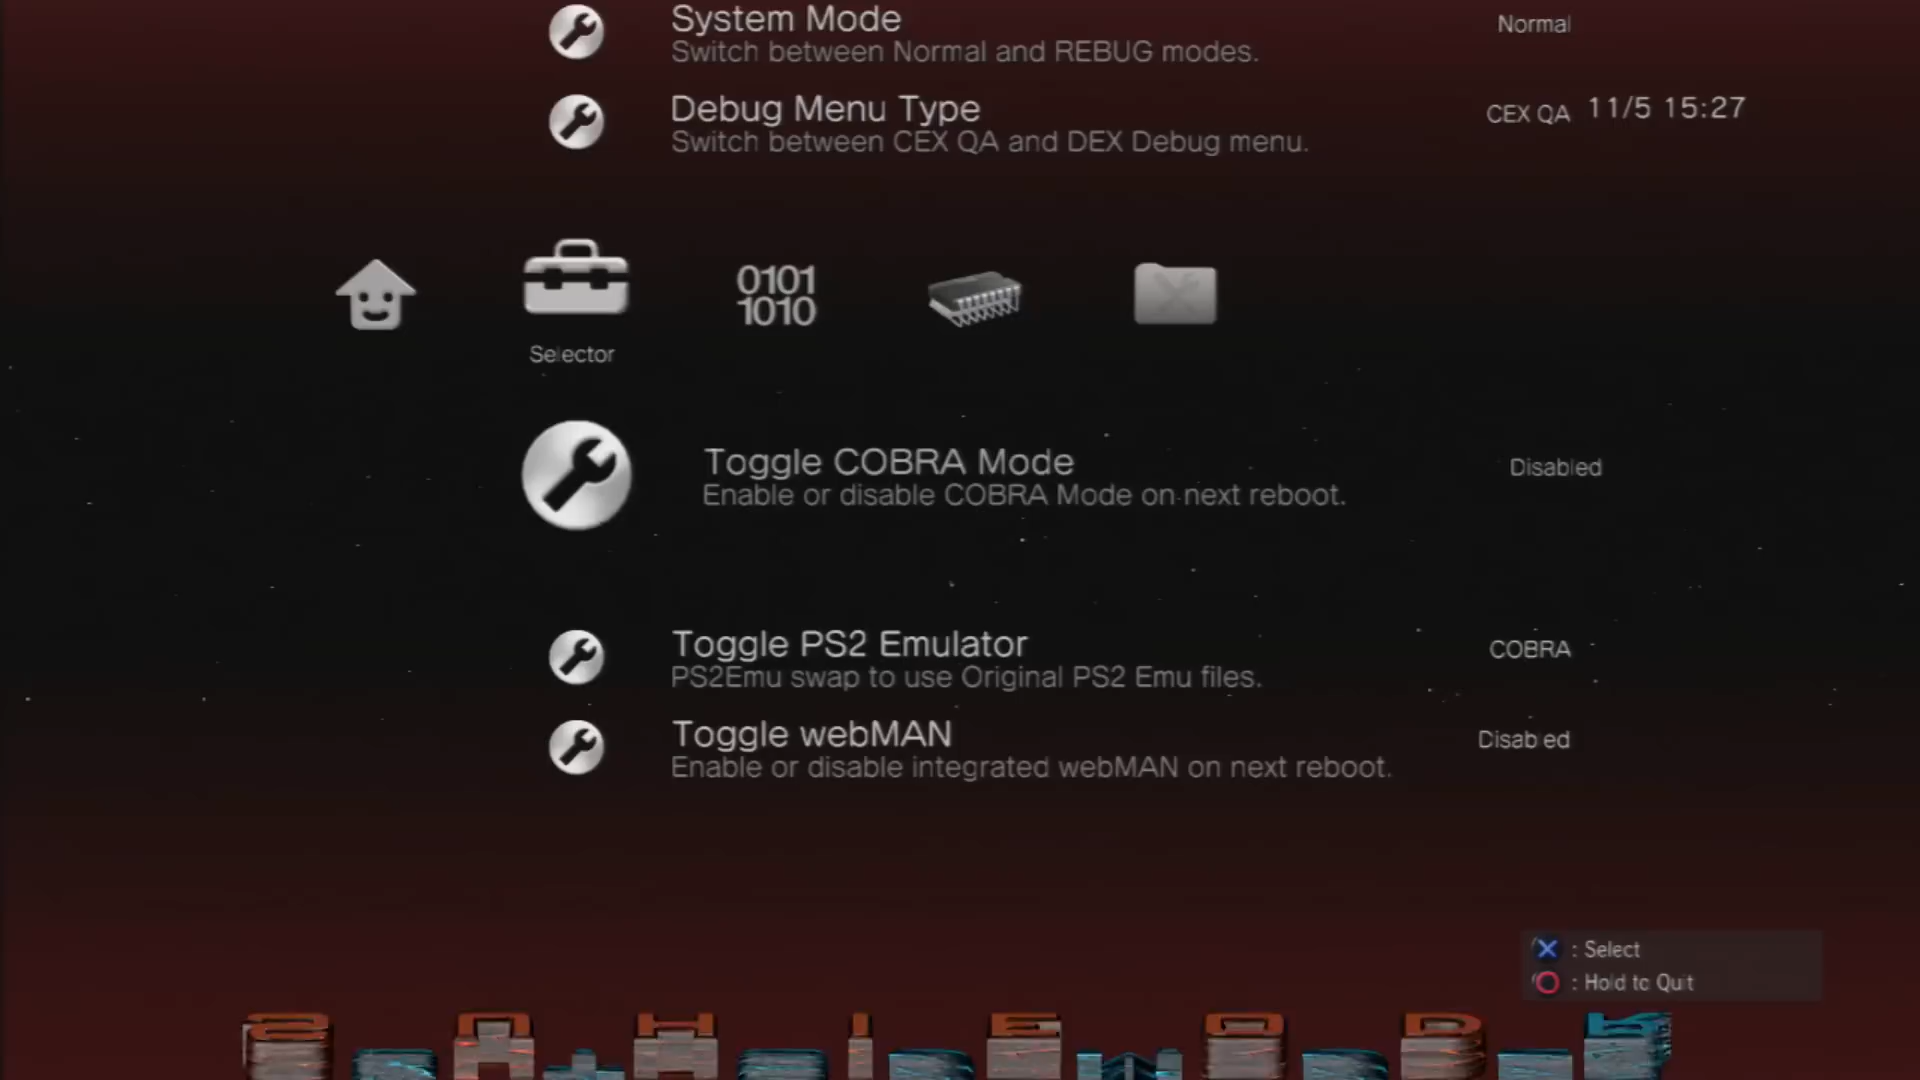 System Mode
Normal
Switch between Normal and REBUG modes.
Debug Menu Type
CEX QA
11/5 15:27
Switch between CEX QA and DEX Debug menu.
0101
1010
Selector
Toggle COBRA Mode
Disabled
Enable or disable COBRA Mode on next reboot.
Toggle PS2 Emulator
COBRA
PS2Emu swap to use Original PS2 Emu files.
Toggle webMAN
Disabled
Enable or disable integrated webMAN on next reboot.
: Select
: Hold to Quit